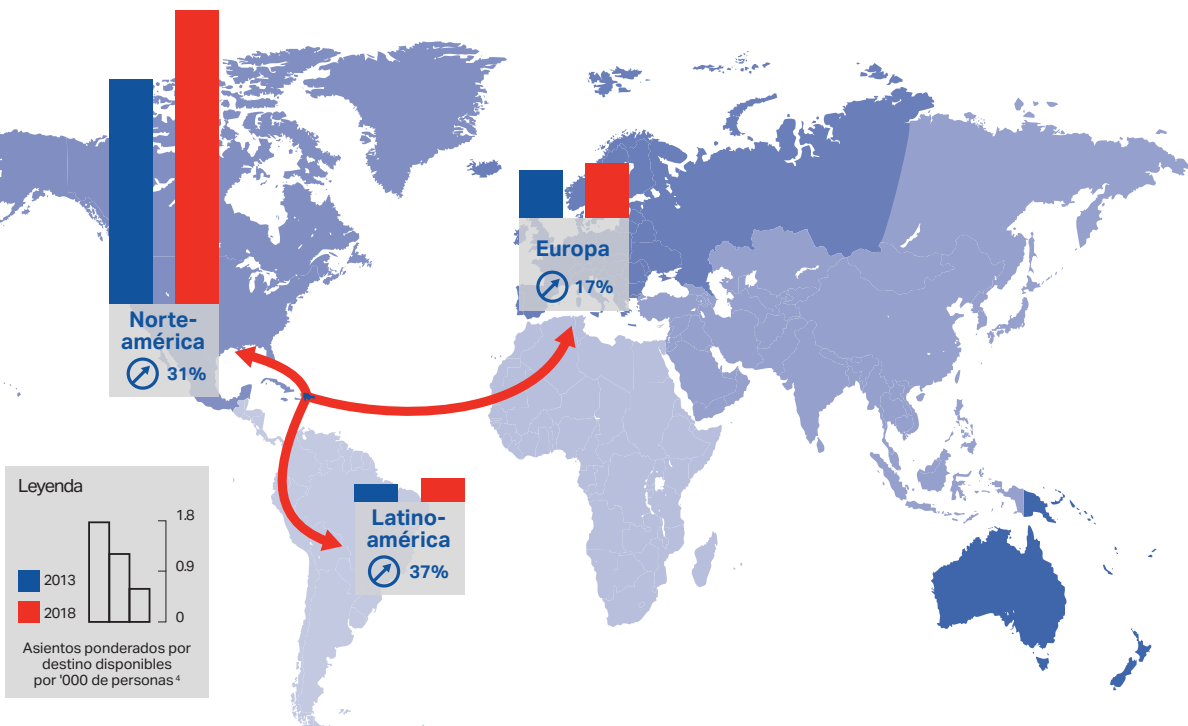 Norte-
américa
31%
Europa
17%
Latino-
américa
37%
Leyenda
1.8
0.9
0
2013
2018
Asientos ponderados por
destino disponibles
por '000 de personas 4